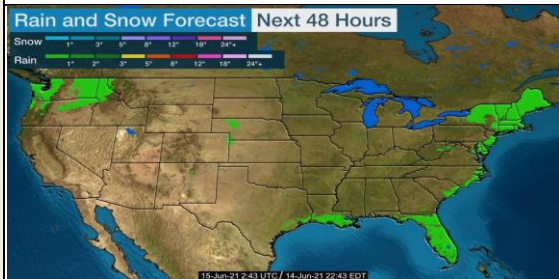 Rain and Snow Forecast Next 48 Hours
Snow
1" 3" 5" 8" 12" 18" 24"+
Rain
1" 2" 3" 5" 8" 12" 18" 24"+
15-Jun-21 2:43 UTC / 14-Jun-21 22:43 EDT